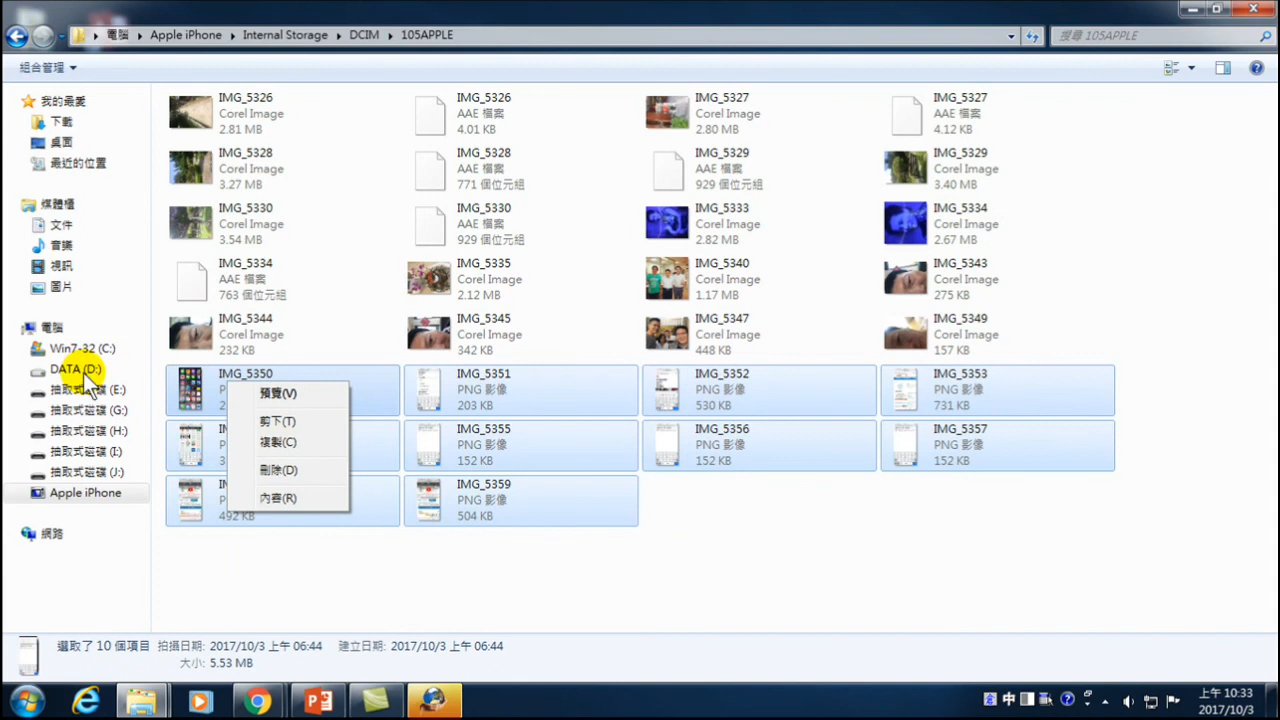 電腦 ▸ Apple iPhone ▸ Internal Storage ▸ DCIM ▸ 105APPLE
搜尋 105APPLE
組合管理
我的最愛
下載
桌面
最近的位置
媒體櫃
文件
音樂
視訊
圖片
電腦
Win7-32 (C:)
DATA (D:)
抽取式磁碟 (E:)
抽取式磁碟 (G:)
抽取式磁碟 (H:)
抽取式磁碟 (I:)
抽取式磁碟 (J:)
Apple iPhone
網路
IMG_5326
Corel Image
2.81 MB
IMG_5326
AAE 檔案
4.01 KB
IMG_5327
Corel Image
2.80 MB
IMG_5327
AAE 檔案
4.12 KB
IMG_5328
Corel Image
3.27 MB
IMG_5328
AAE 檔案
771 個位元組
IMG_5329
AAE 檔案
929 個位元組
IMG_5329
Corel Image
3.40 MB
IMG_5330
Corel Image
3.54 MB
IMG_5330
AAE 檔案
929 個位元組
IMG_5333
Corel Image
2.82 MB
IMG_5334
Corel Image
2.67 MB
IMG_5334
AAE 檔案
763 個位元組
IMG_5335
Corel Image
2.12 MB
IMG_5340
Corel Image
1.17 MB
IMG_5343
Corel Image
275 KB
IMG_5344
Corel Image
232 KB
IMG_5345
Corel Image
342 KB
IMG_5347
Corel Image
448 KB
IMG_5349
Corel Image
157 KB
IMG_5350
IMG_5351
PNG 影像
203 KB
IMG_5352
PNG 影像
530 KB
IMG_5353
PNG 影像
731 KB
IMG_5355
PNG 影像
152 KB
IMG_5356
PNG 影像
152 KB
IMG_5357
PNG 影像
152 KB
492 KB
IMG_5359
PNG 影像
504 KB
預覽(V)
剪下(T)
複製(C)
刪除(D)
內容(R)
選取了 10 個項目 拍攝日期: 2017/10/3 上午 06:44 建立日期: 2017/10/3 上午 06:44
大小: 5.53 MB
中
上午 10:33
2017/10/3